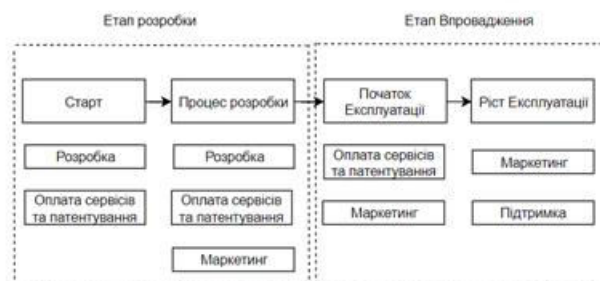 Етап розробки
Етап Впровадження
Старт
Процес розробки
Початок
Експлуатації
Ріст Експлуатації
Розробка
Розробка
Оплата сервісів
та патентування
Маркетинг
Оплата сервісів
та патентування
Оплата сервісів
та патентування
Маркетинг
Підтримка
Маркетинг